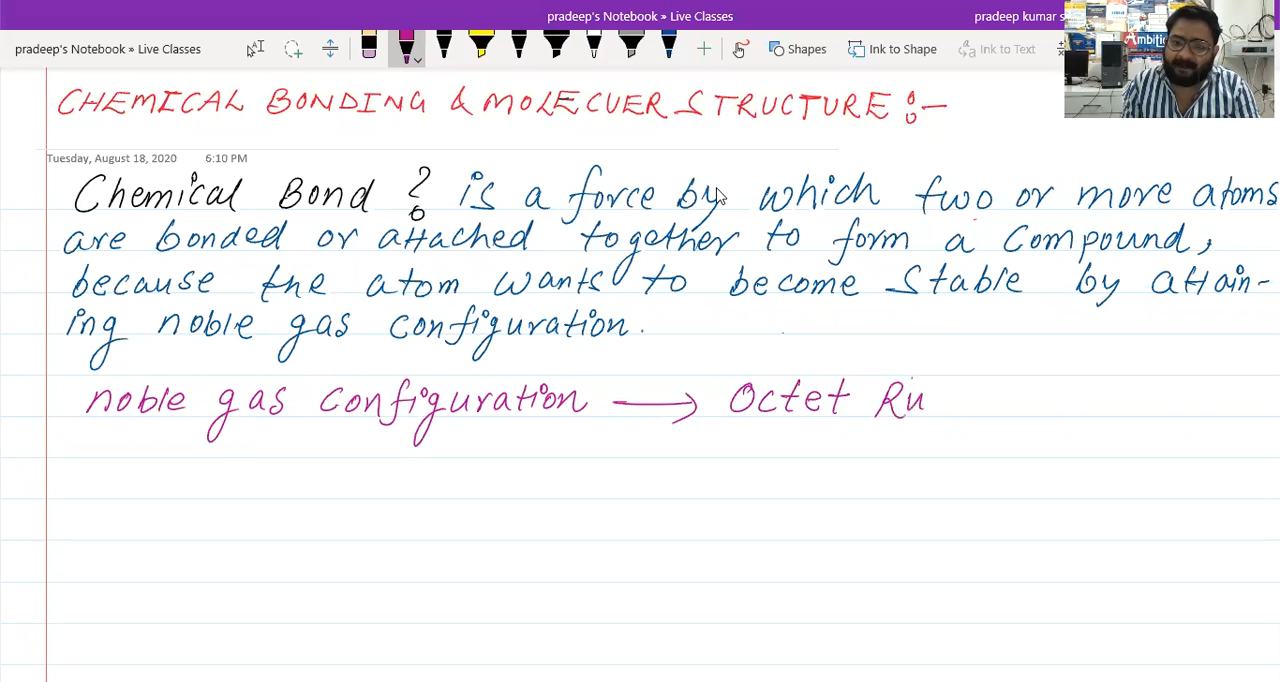 pradeep's Notebook » Live Classes
pradeep kumar s
pradeep's Notebook » Live Classes
Shapes
Ink to Shape
Ink to Text
Ambiti
CHEMICAL BONDING & MOLECUER STRUCTURE :-
Tuesday, August 18, 2020 6:10 PM
Chemical Bond ? is a force by which two or more atoms
are bonded or attached together to form a compound,
because the atom wants to become stable by attain-
ing noble gas configuration.
noble gas configuration → Octet Ru